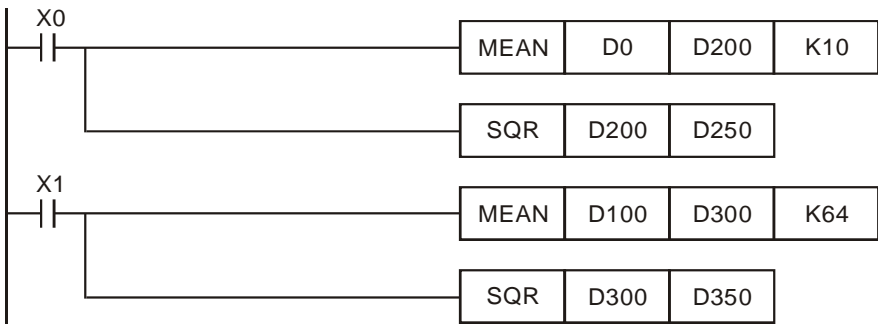 X0
MEAN D0 D200 K10
SQR D200 D250
X1
MEAN D100 D300 K64
SQR D300 D350